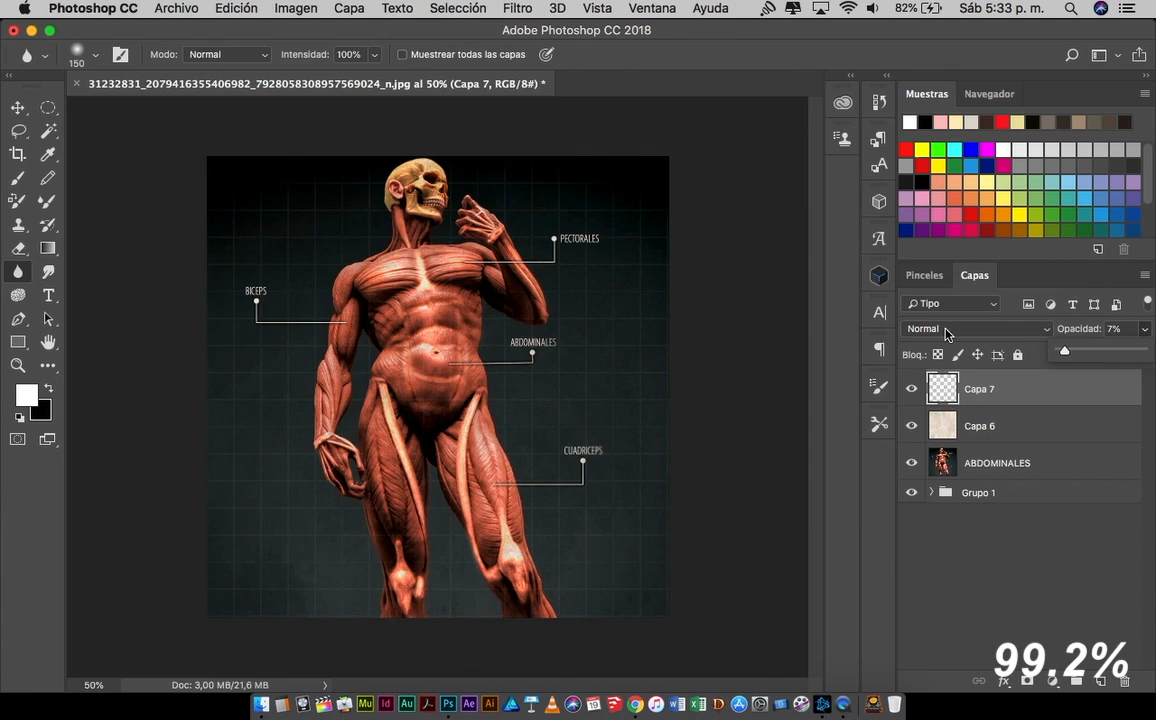 Photoshop CC Archivo Edición Imagen Capa Texto Selección Filtro 3D Vista Ventana Ayuda 82% Sáb 5:33 p. m.
Adobe Photoshop CC 2018
150 Modo: Normal Intensidad: 100% Muestrear todas las capas
31232831_2079416355406982_7928058308957569024_n.jpg al 50% (Capa 7, RGB/8#) *
Muestras Navegador
PECTORALES
BICEPS
ABDOMINALES
CUADRICEPS
Pinceles Capas
Tipo
Normal Opacidad: 7%
Bloq.:
Capa 7
Capa 6
ABDOMINALES
Grupo 1
99.2%
50% Doc: 3,00 MB/21,6 MB